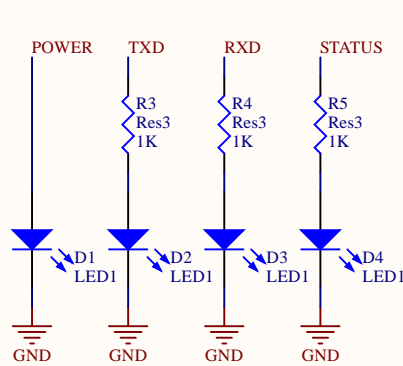 POWER TXD RXD STATUS
R3 R4 R5
Res3 Res3 Res3
1K 1K 1K
D1 D2 D3 D4
LED1 LED1 LED1 LED1
GND GND GND GND